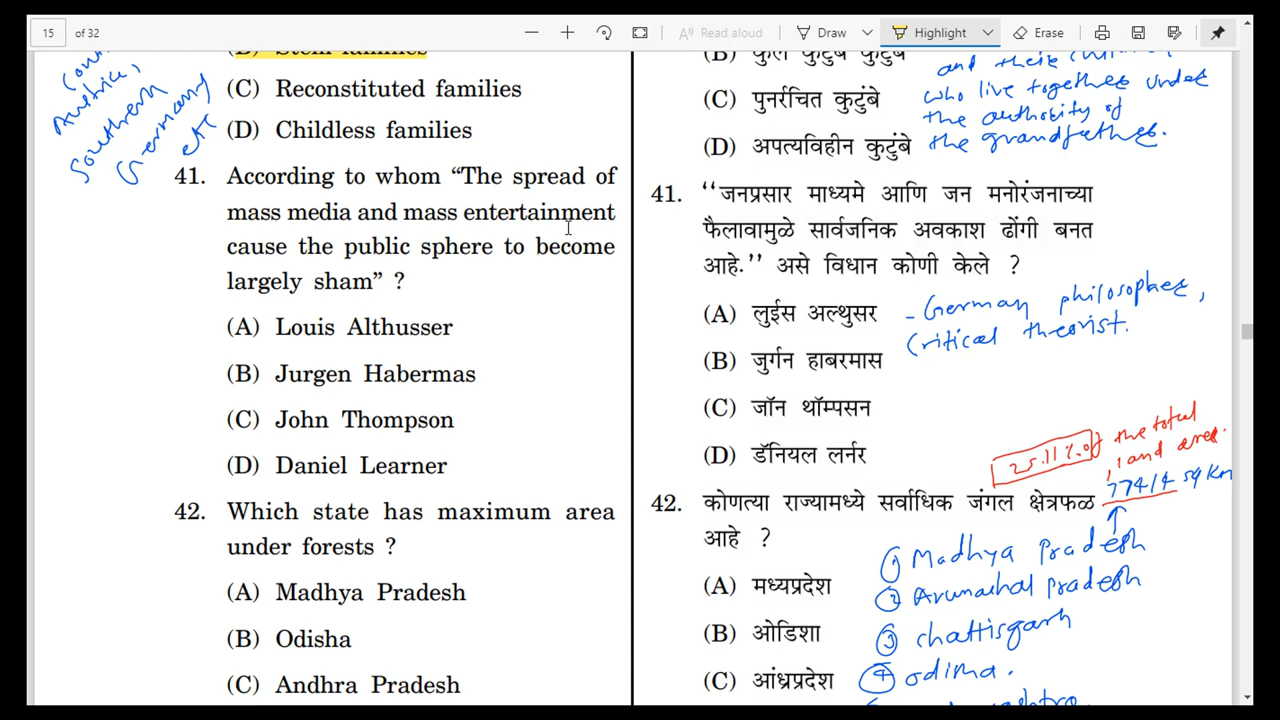 15 of 32
Read aloud
Draw
Highlight
Erase
(B) Stem families
(C) Reconstituted families
(D) Childless families
Austria,
Southern
Germany
etc
41. According to whom “The spread of
mass media and mass entertainment
cause the public sphere to become
largely sham” ?
(A) Louis Althusser
(B) Jurgen Habermas
(C) John Thompson
(D) Daniel Learner
42. Which state has maximum area
under forests ?
(A) Madhya Pradesh
(B) Odisha
(C) Andhra Pradesh
(B) कुल कुटुंब कुटुंबे
and their
(C) पुनर्रचित कुटुंबे
who live together under
the authority of
(D) अपत्यविहीन कुटुंबे
the grandfather.
41. ‘‘जनप्रसार माध्यमे आणि जन मनोरंजनाच्या
फैलावामुळे सार्वजनिक अवकाश ढोंगी बनत
आहे.’’ असे विधान कोणी केले ?
(A) लुईस अल्थुसर
- German philosopher,
Critical theorist.
(B) जुर्गन हाबरमास
(C) जॉन थॉम्पसन
(D) डॅनियल लर्नर
25.11% of the total
land area.
77414 sq km
42. कोणत्या राज्यामध्ये सर्वाधिक जंगल क्षेत्रफळ
आहे ?
(A) मध्यप्रदेश
(B) ओडिशा
(C) आंध्रप्रदेश
① Madhya Pradesh
② Arunachal Pradesh
③ chattisgarh
④ odisha.